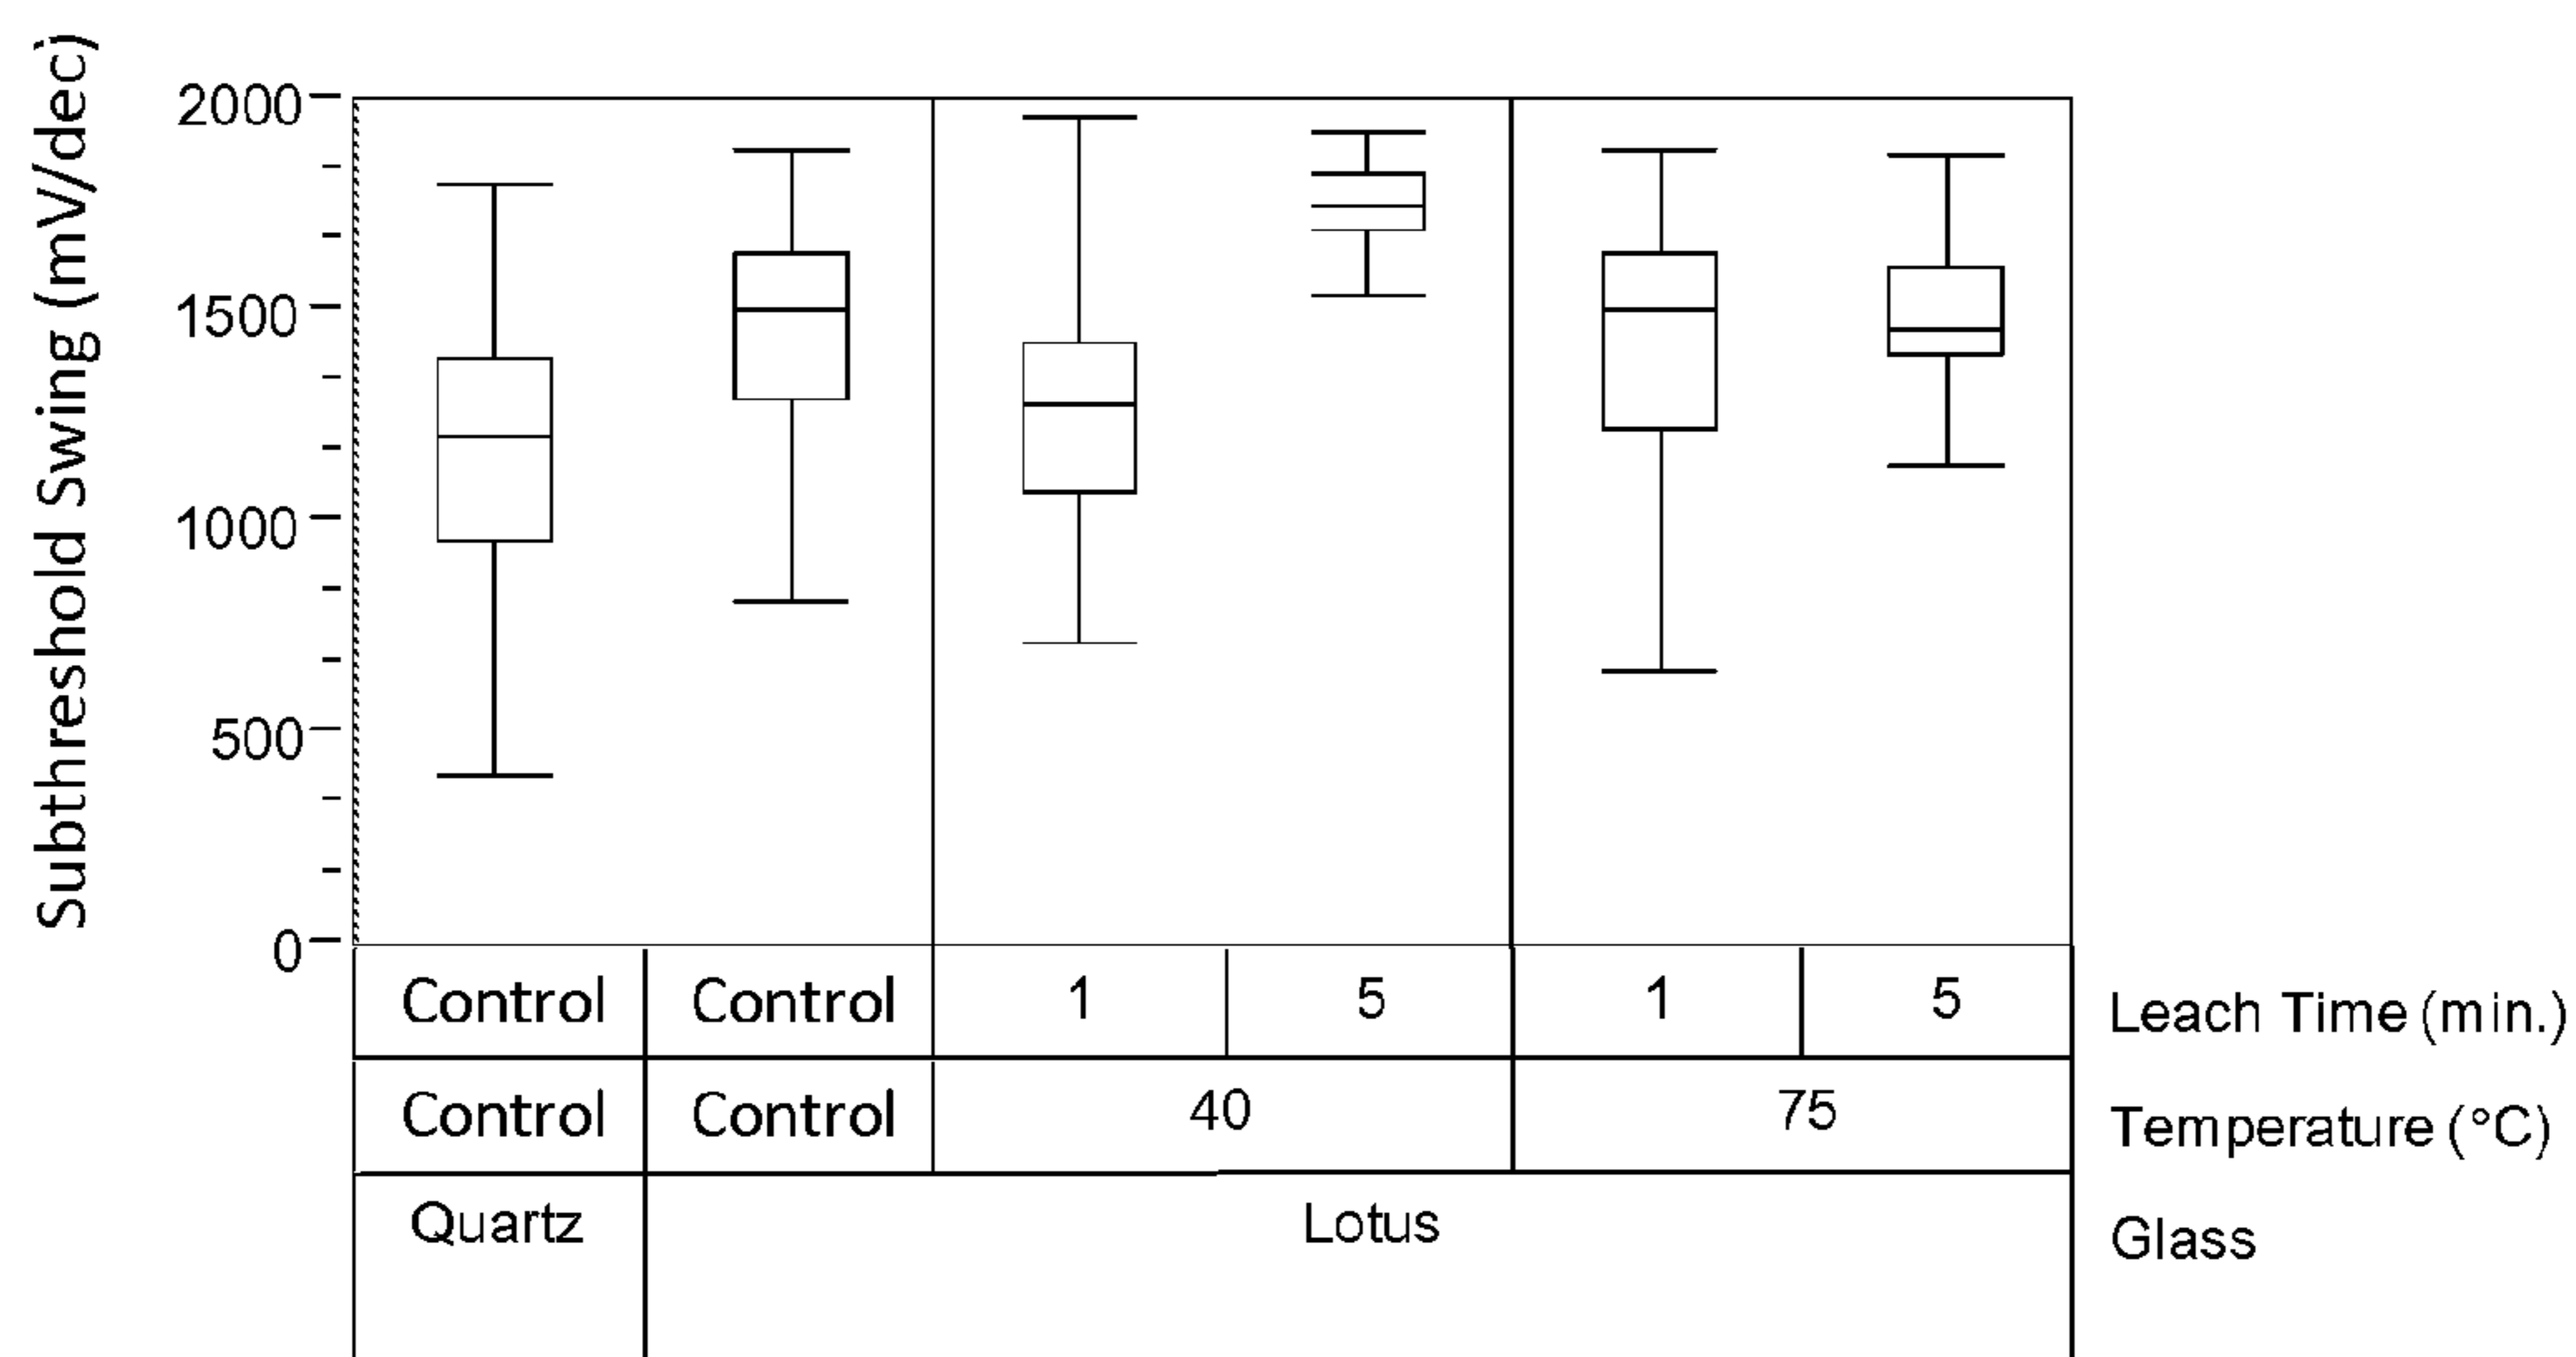 Subthreshold Swing (mV/dec)
2000
1500
1000
500
0
Control Control 1 5 1 5 Leach Time (min.)
Control Control 40 75 Temperature (°C)
Quartz Lotus Glass